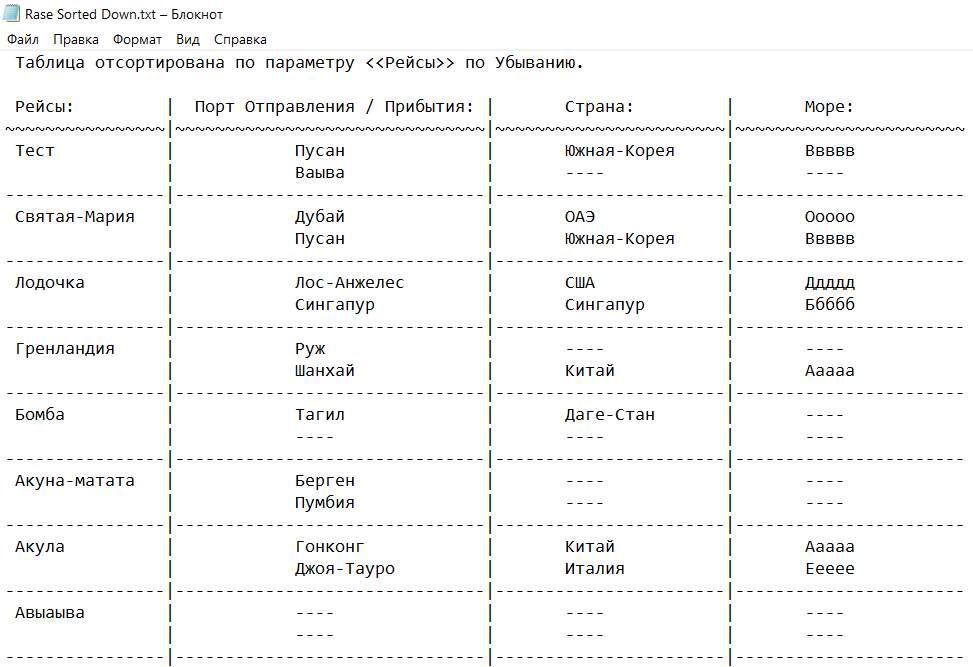 Rase Sorted Down.txt – Блокнот
Файл Правка Формат Вид Справка
Таблица отсортирована по параметру <<Рейсы>> по Убыванию.
Рейсы: | Порт Отправления / Прибытия: | Страна: | Море:
~~~~~~~~~~~~~~~~|~~~~~~~~~~~~~~~~~~~~~~~~~~~~~~~|~~~~~~~~~~~~~~~~~~~~~~~|~~~~~~~~~~~~~~~~~~~~~~~
Тест | Пусан | Южная-Корея | Ввввв
| Ваыва | ---- | ----
----------------|-------------------------------|-----------------------|-----------------------
Святая-Мария | Дубай | ОАЭ | Ооооо
| Пусан | Южная-Корея | Ввввв
----------------|-------------------------------|-----------------------|-----------------------
Лодочка | Лос-Анжелес | США | Ддддд
| Сингапур | Сингапур | Ббббб
----------------|-------------------------------|-----------------------|-----------------------
Гренландия | Руж | ---- | ----
| Шанхай | Китай | Ааааа
----------------|-------------------------------|-----------------------|-----------------------
Бомба | Тагил | Даге-Стан | ----
| ---- | ---- | ----
----------------|-------------------------------|-----------------------|-----------------------
Акуна-матата | Берген | ---- | ----
| Пумбия | ---- | ----
----------------|-------------------------------|-----------------------|-----------------------
Акула | Гонконг | Китай | Ааааа
| Джоя-Тауро | Италия | Еееее
----------------|-------------------------------|-----------------------|-----------------------
Авыаыва | ---- | ---- | ----
| ---- | ---- | ----
----------------|-------------------------------|-----------------------|-----------------------